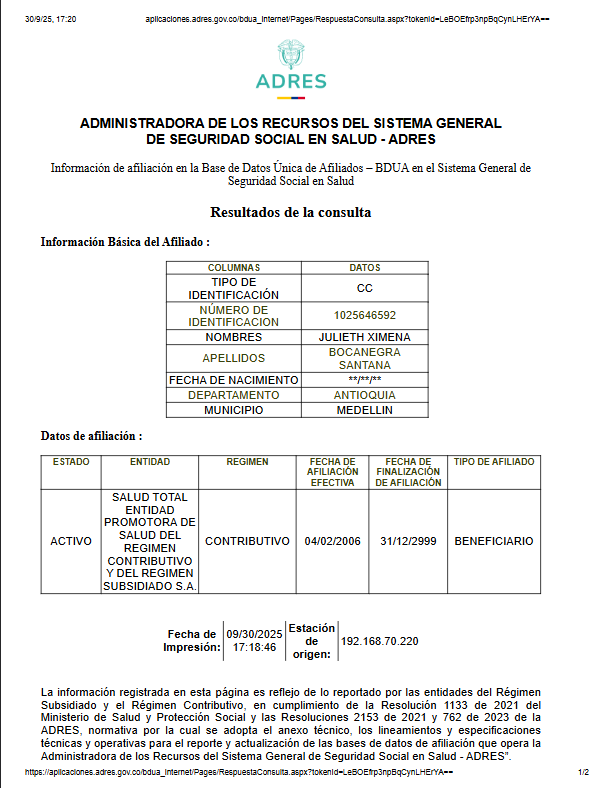 30/9/25, 17:20 aplicaciones.adres.gov.co/bdua_internet/Pages/RespuestaConsulta.aspx?tokenId=LeBOEfrp3npBqCynLHErYA==
ADRES
ADMINISTRADORA DE LOS RECURSOS DEL SISTEMA GENERAL
DE SEGURIDAD SOCIAL EN SALUD - ADRES
Información de afiliación en la Base de Datos Única de Afiliados – BDUA en el Sistema General de
Seguridad Social en Salud
Resultados de la consulta
Información Básica del Afiliado :
COLUMNAS DATOS
TIPO DE
IDENTIFICACIÓN CC
NÚMERO DE
IDENTIFICACION 1025646592
NOMBRES JULIETH XIMENA
APELLIDOS BOCANEGRA
SANTANA
FECHA DE NACIMIENTO **/**/**
DEPARTAMENTO ANTIOQUIA
MUNICIPIO MEDELLIN
Datos de afiliación :
ESTADO ENTIDAD REGIMEN FECHA DE
AFILIACIÓN
EFECTIVA FECHA DE
FINALIZACIÓN
DE AFILIACIÓN TIPO DE AFILIADO
ACTIVO SALUD TOTAL
ENTIDAD
PROMOTORA DE
SALUD DEL
REGIMEN
CONTRIBUTIVO
Y DEL REGIMEN
SUBSIDIADO S.A. CONTRIBUTIVO 04/02/2006 31/12/2999 BENEFICIARIO
Fecha de
Impresión: 09/30/2025
17:18:46 Estación
de
origen: 192.168.70.220
La información registrada en esta página es reflejo de lo reportado por las entidades del Régimen
Subsidiado y el Régimen Contributivo, en cumplimiento de la Resolución 1133 de 2021 del
Ministerio de Salud y Protección Social y las Resoluciones 2153 de 2021 y 762 de 2023 de la
ADRES, normativa por la cual se adopta el anexo técnico, los lineamientos y especificaciones
técnicas y operativas para el reporte y actualización de las bases de datos de afiliación que opera la
Administradora de los Recursos del Sistema General de Seguridad Social en Salud - ADRES”.
https://aplicaciones.adres.gov.co/bdua_internet/Pages/RespuestaConsulta.aspx?tokenId=LeBOEfrp3npBqCynLHErYA== 1/2